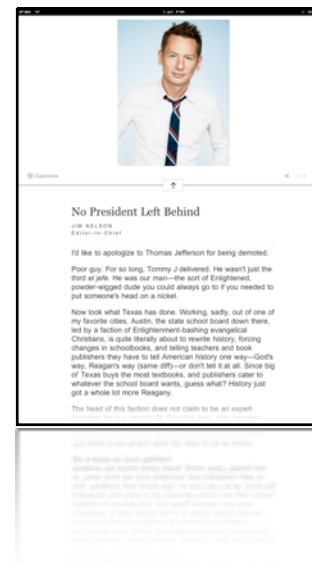 Captions
No President Left Behind
JIM NELSON
Editor-in-Chief
I'd like to apologize to Thomas Jefferson for being demoted.
Poor guy. For so long, Tommy J delivered. He wasn't just the
third el jefe. He was our man—the sort of Enlightened,
powder-wigged dude you could always go to if you needed to
put someone's head on a nickel.
Now look what Texas has done. Working, sadly, out of one of
my favorite cities, Austin, the state school board down there,
led by a faction of Enlightenment-bashing evangelical
Christians, is quite literally about to rewrite history, forcing
changes in schoolbooks, and telling teachers and book
publishers they have to tell American history one way—God's
way, Reagan's way (same diff)—or don't tell it at all. Since big
ol' Texas buys the most textbooks, and publishers cater to
whatever the school board wants, guess what? History just
got a whole lot more Reagany.
The head of this faction does not claim to be an expert